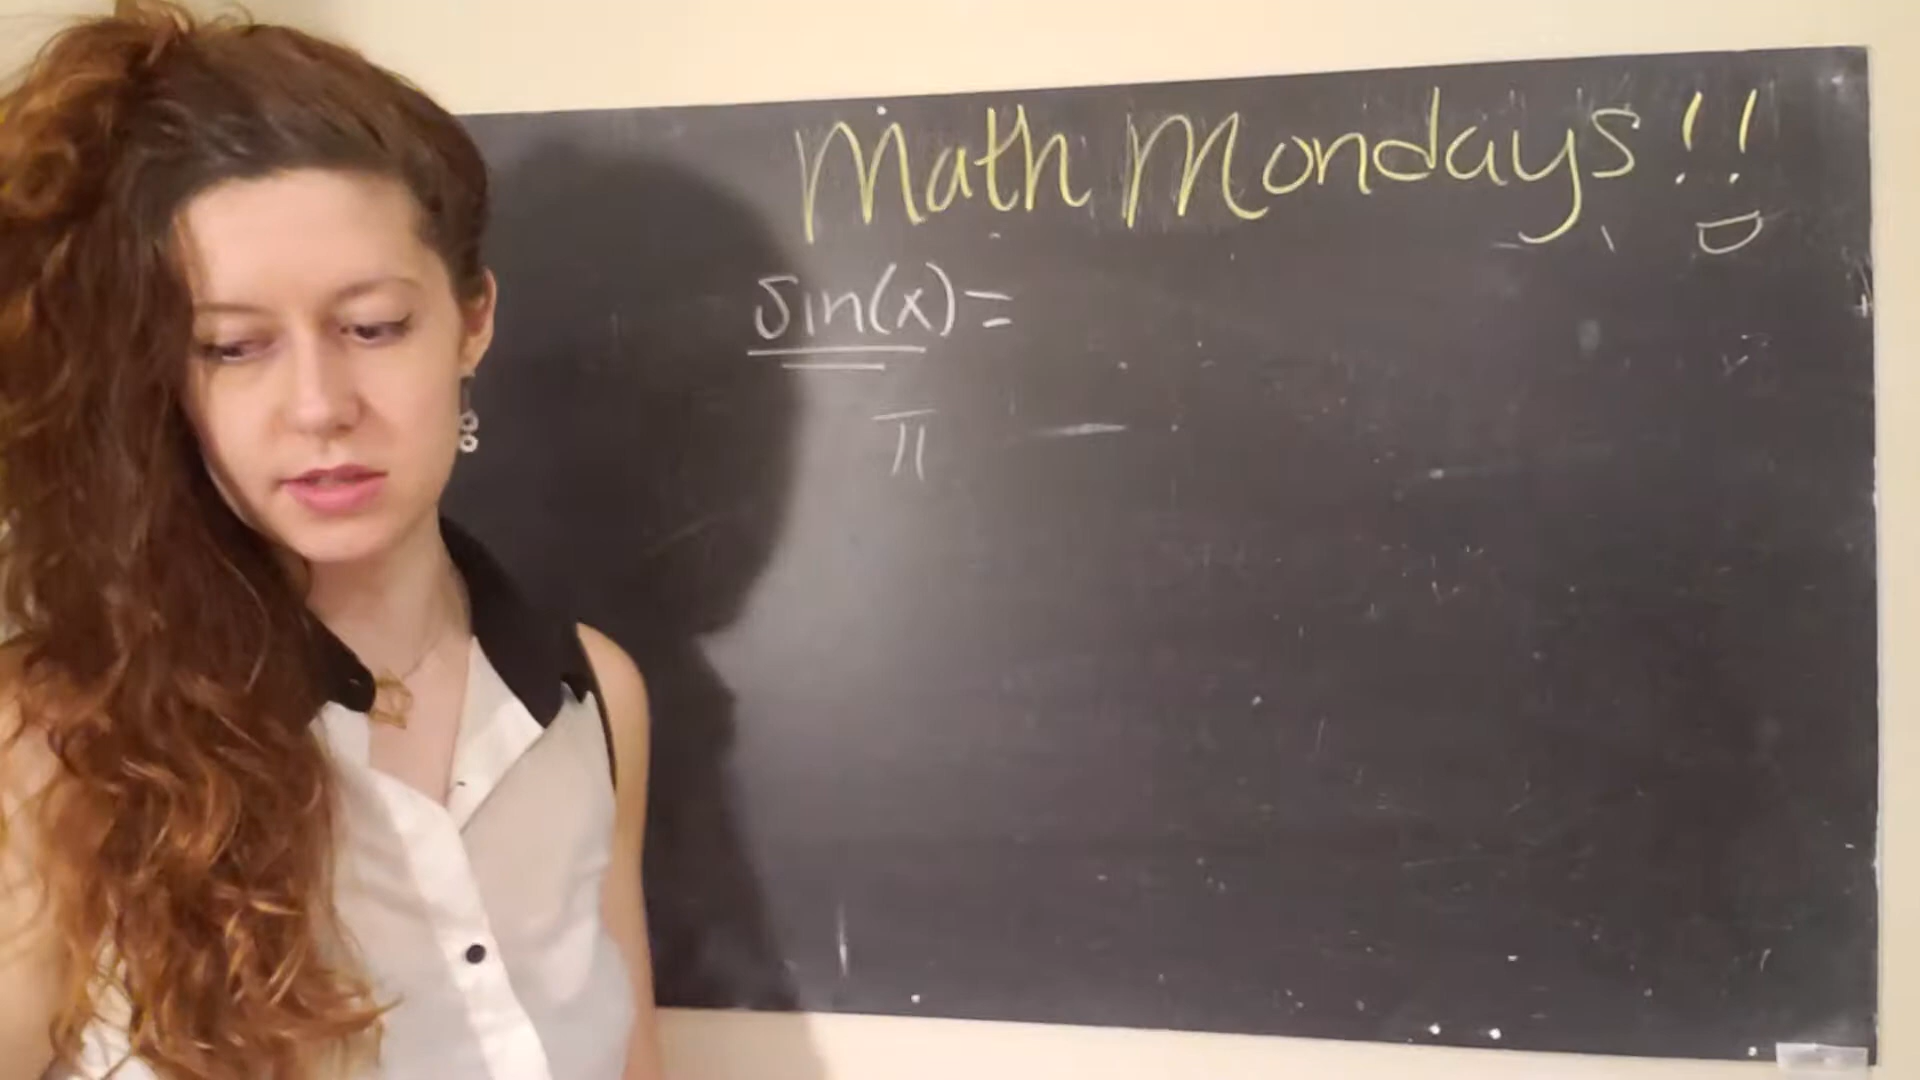 Math Mondays!!
sin(x)=
π —